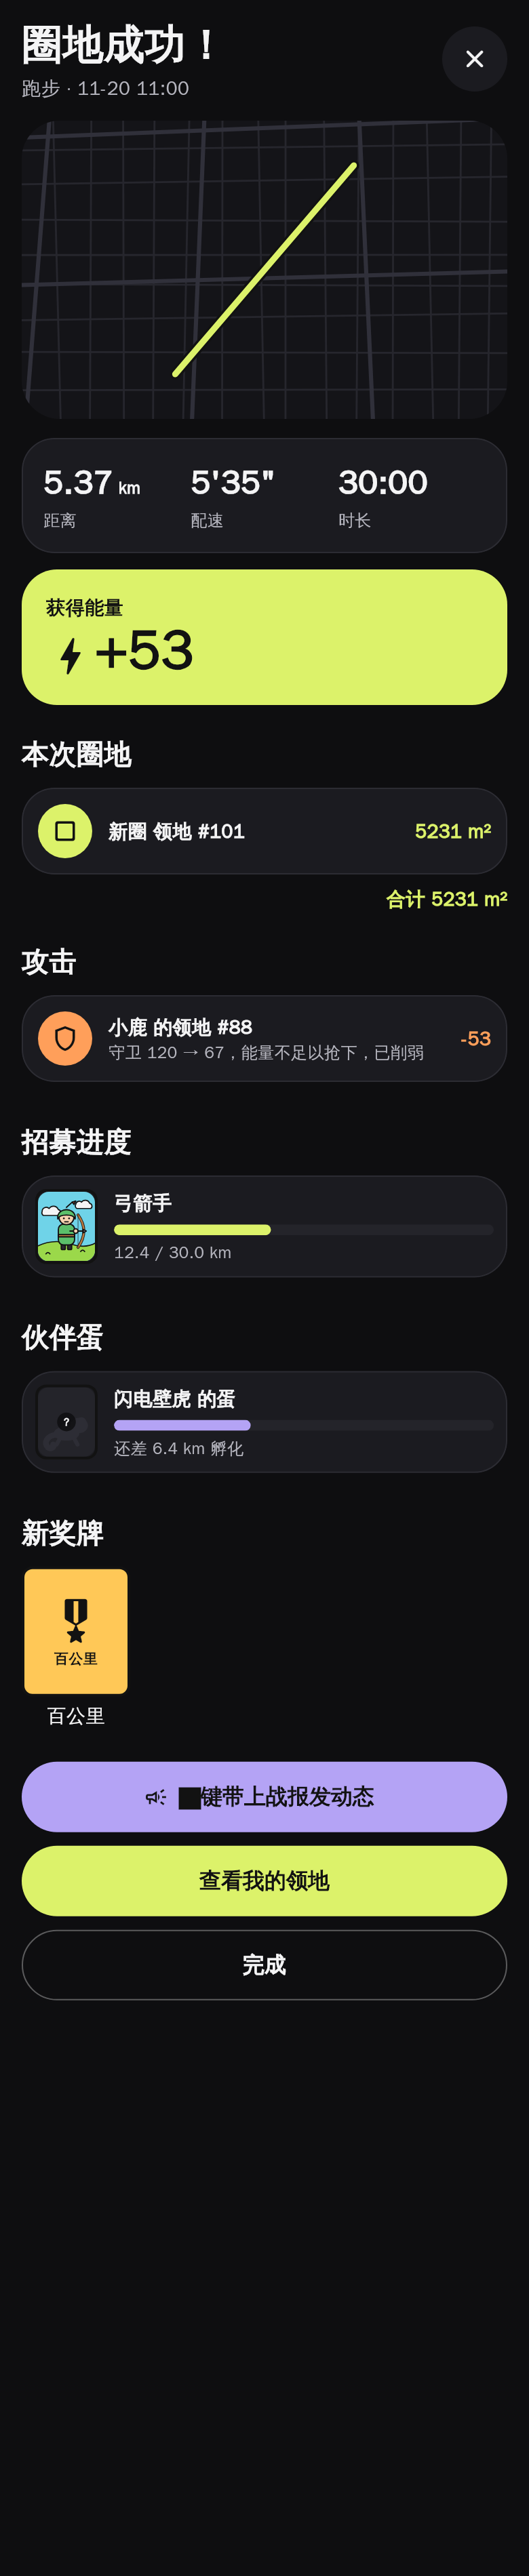 圈地成功！
跑步 · 11-20 11:00
5.37 km
5'35"
30:00
距离
配速
时长
获得能量
+53
本次圈地
新圈 领地 #101
5231 m²
合计 5231 m²
攻击
小鹿 的领地 #88
守卫 120 → 67，能量不足以抢下，已削弱
-53
招募进度
弓箭手
12.4 / 30.0 km
伙伴蛋
?
闪电壁虎 的蛋
还差 6.4 km 孵化
新奖牌
百公里
百公里
键带上战报发动态
查看我的领地
完成